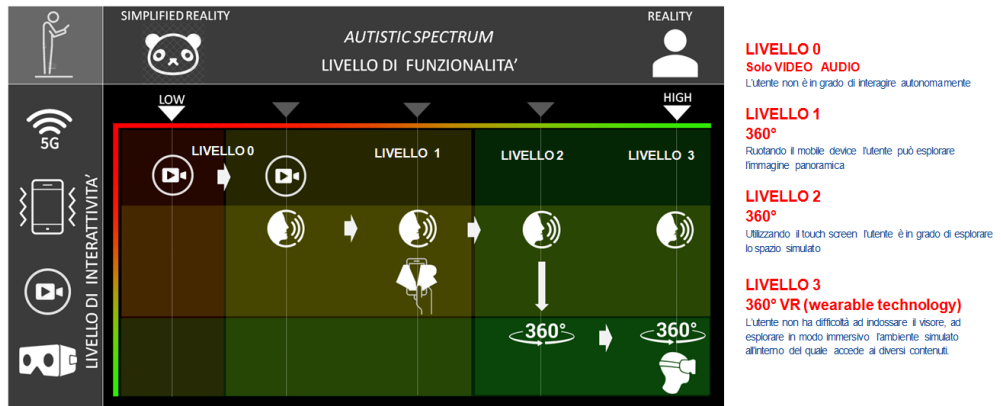 SIMPLIFIED REALITY
REALITY
AUTISTIC SPECTRUM
LIVELLO DI FUNZIONALITA’
LOW
HIGH
5G
LIVELLO DI INTERATTIVITA’
LIVELLO 0
LIVELLO 1
LIVELLO 2
LIVELLO 3
AR
360°
360°
LIVELLO 0
Solo VIDEO AUDIO
L’utente non è in grado di interagire autonomamente
LIVELLO 1
360°
Ruotando il mobile device l’utente può esplorare
l’immagine panoramica
LIVELLO 2
360°
Utilizzando il touch screen l’utente è in grado di esplorare
lo spazio simulato
LIVELLO 3
360° VR (wearable technology)
L’utente non ha difficoltà ad indossare il visore, ad
esplorare in modo immersivo l’ambiente simulato
all’interno del quale accede ai diversi contenuti.